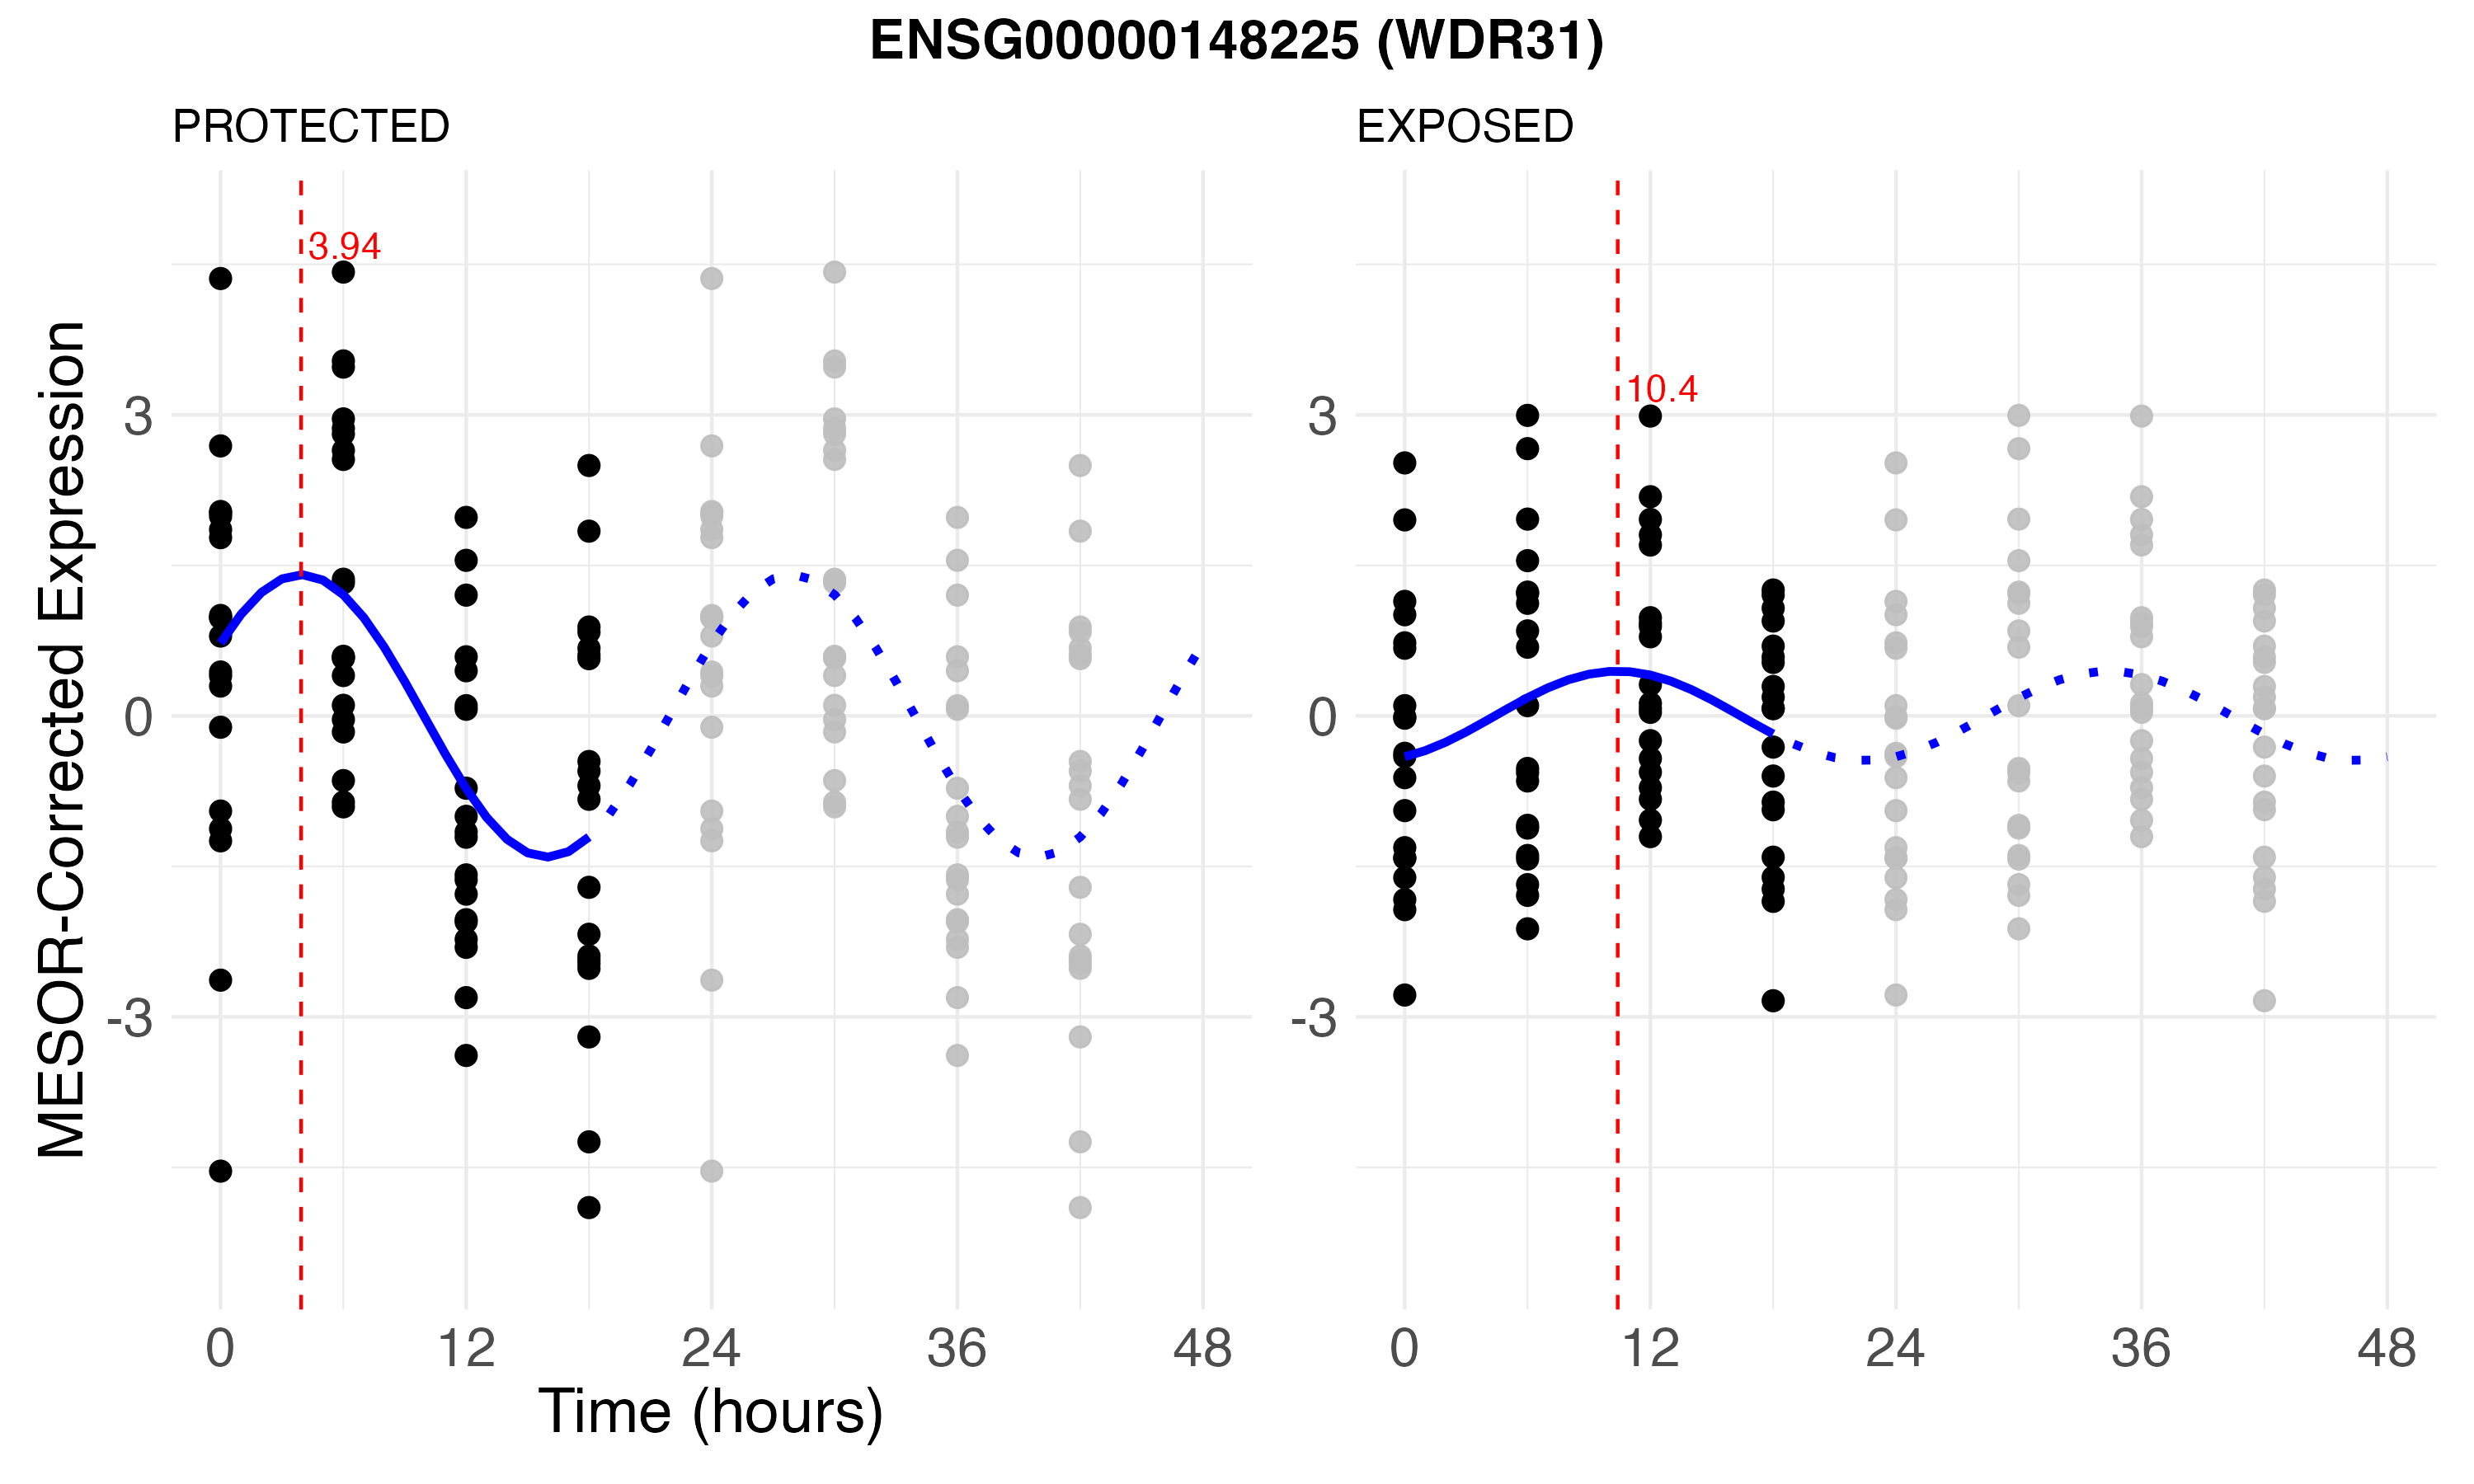 ENSG00000148225 (WDR31)
PROTECTED
EXPOSED
MESOR-Corrected Expression
3.94
10.4
3
0
-3
3
0
-3
0 12 24 36 48
0 12 24 36 48
Time (hours)